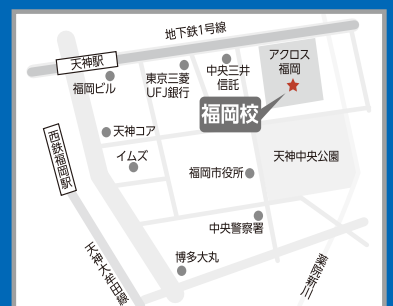 地下鉄1号線
天神駅
アクロス
福岡
中央三井
信託
東京三菱
UFJ銀行
福岡ビル
福岡校
天神コア
イムズ
西鉄福岡駅
天神中央公園
福岡市役所
中央警察署
博多大丸
天神大牟田線
薬院新川